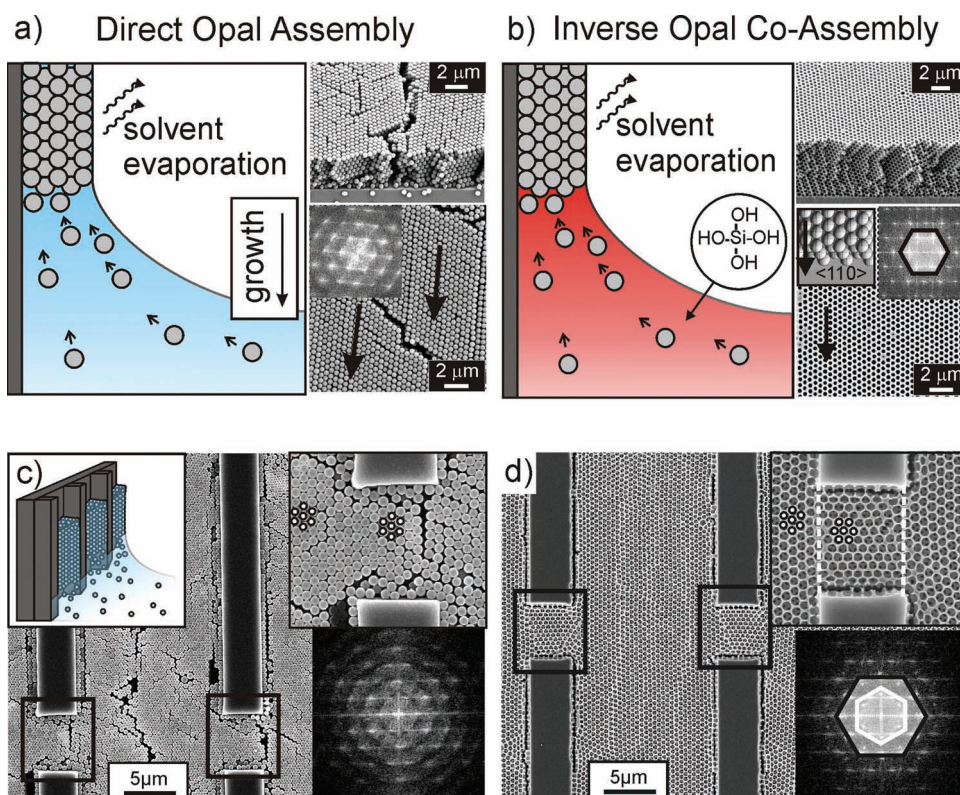 a) Direct Opal Assembly
solvent
evaporation
growth
2 μm
2 μm
b) Inverse Opal Co-Assembly
solvent
evaporation
OH
HO-Si-OH
OH
2 μm
<110>
2 μm
c)
5μm
d)
5μm